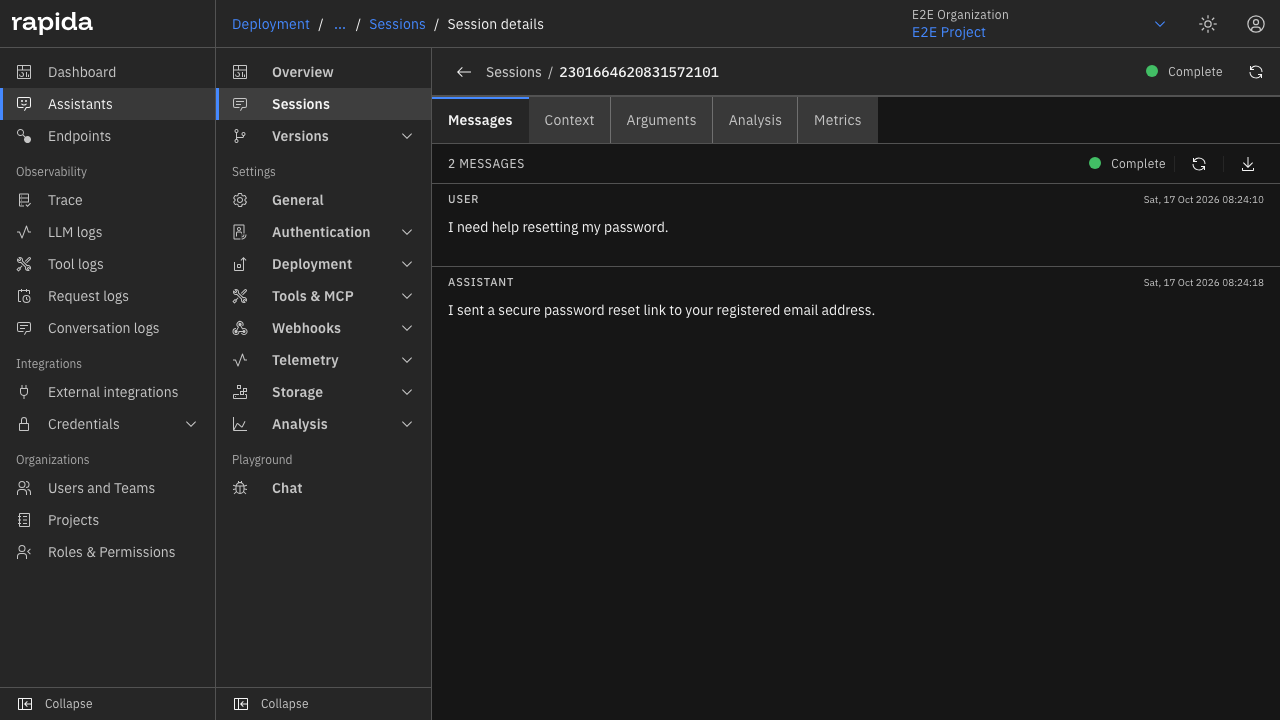 rapida
Deployment / ... / Sessions / Session details
E2E Organization
E2E Project
Dashboard
Assistants
Endpoints
Observability
Trace
LLM logs
Tool logs
Request logs
Conversation logs
Integrations
External integrations
Credentials
Organizations
Users and Teams
Projects
Roles & Permissions
Collapse
Overview
Sessions
Versions
Settings
General
Authentication
Deployment
Tools & MCP
Webhooks
Telemetry
Storage
Analysis
Playground
Chat
Collapse
Sessions / 2301664620831572101
Complete
Messages Context Arguments Analysis Metrics
2 MESSAGES
Complete
USER
Sat, 17 Oct 2026 08:24:10
I need help resetting my password.
ASSISTANT
Sat, 17 Oct 2026 08:24:18
I sent a secure password reset link to your registered email address.